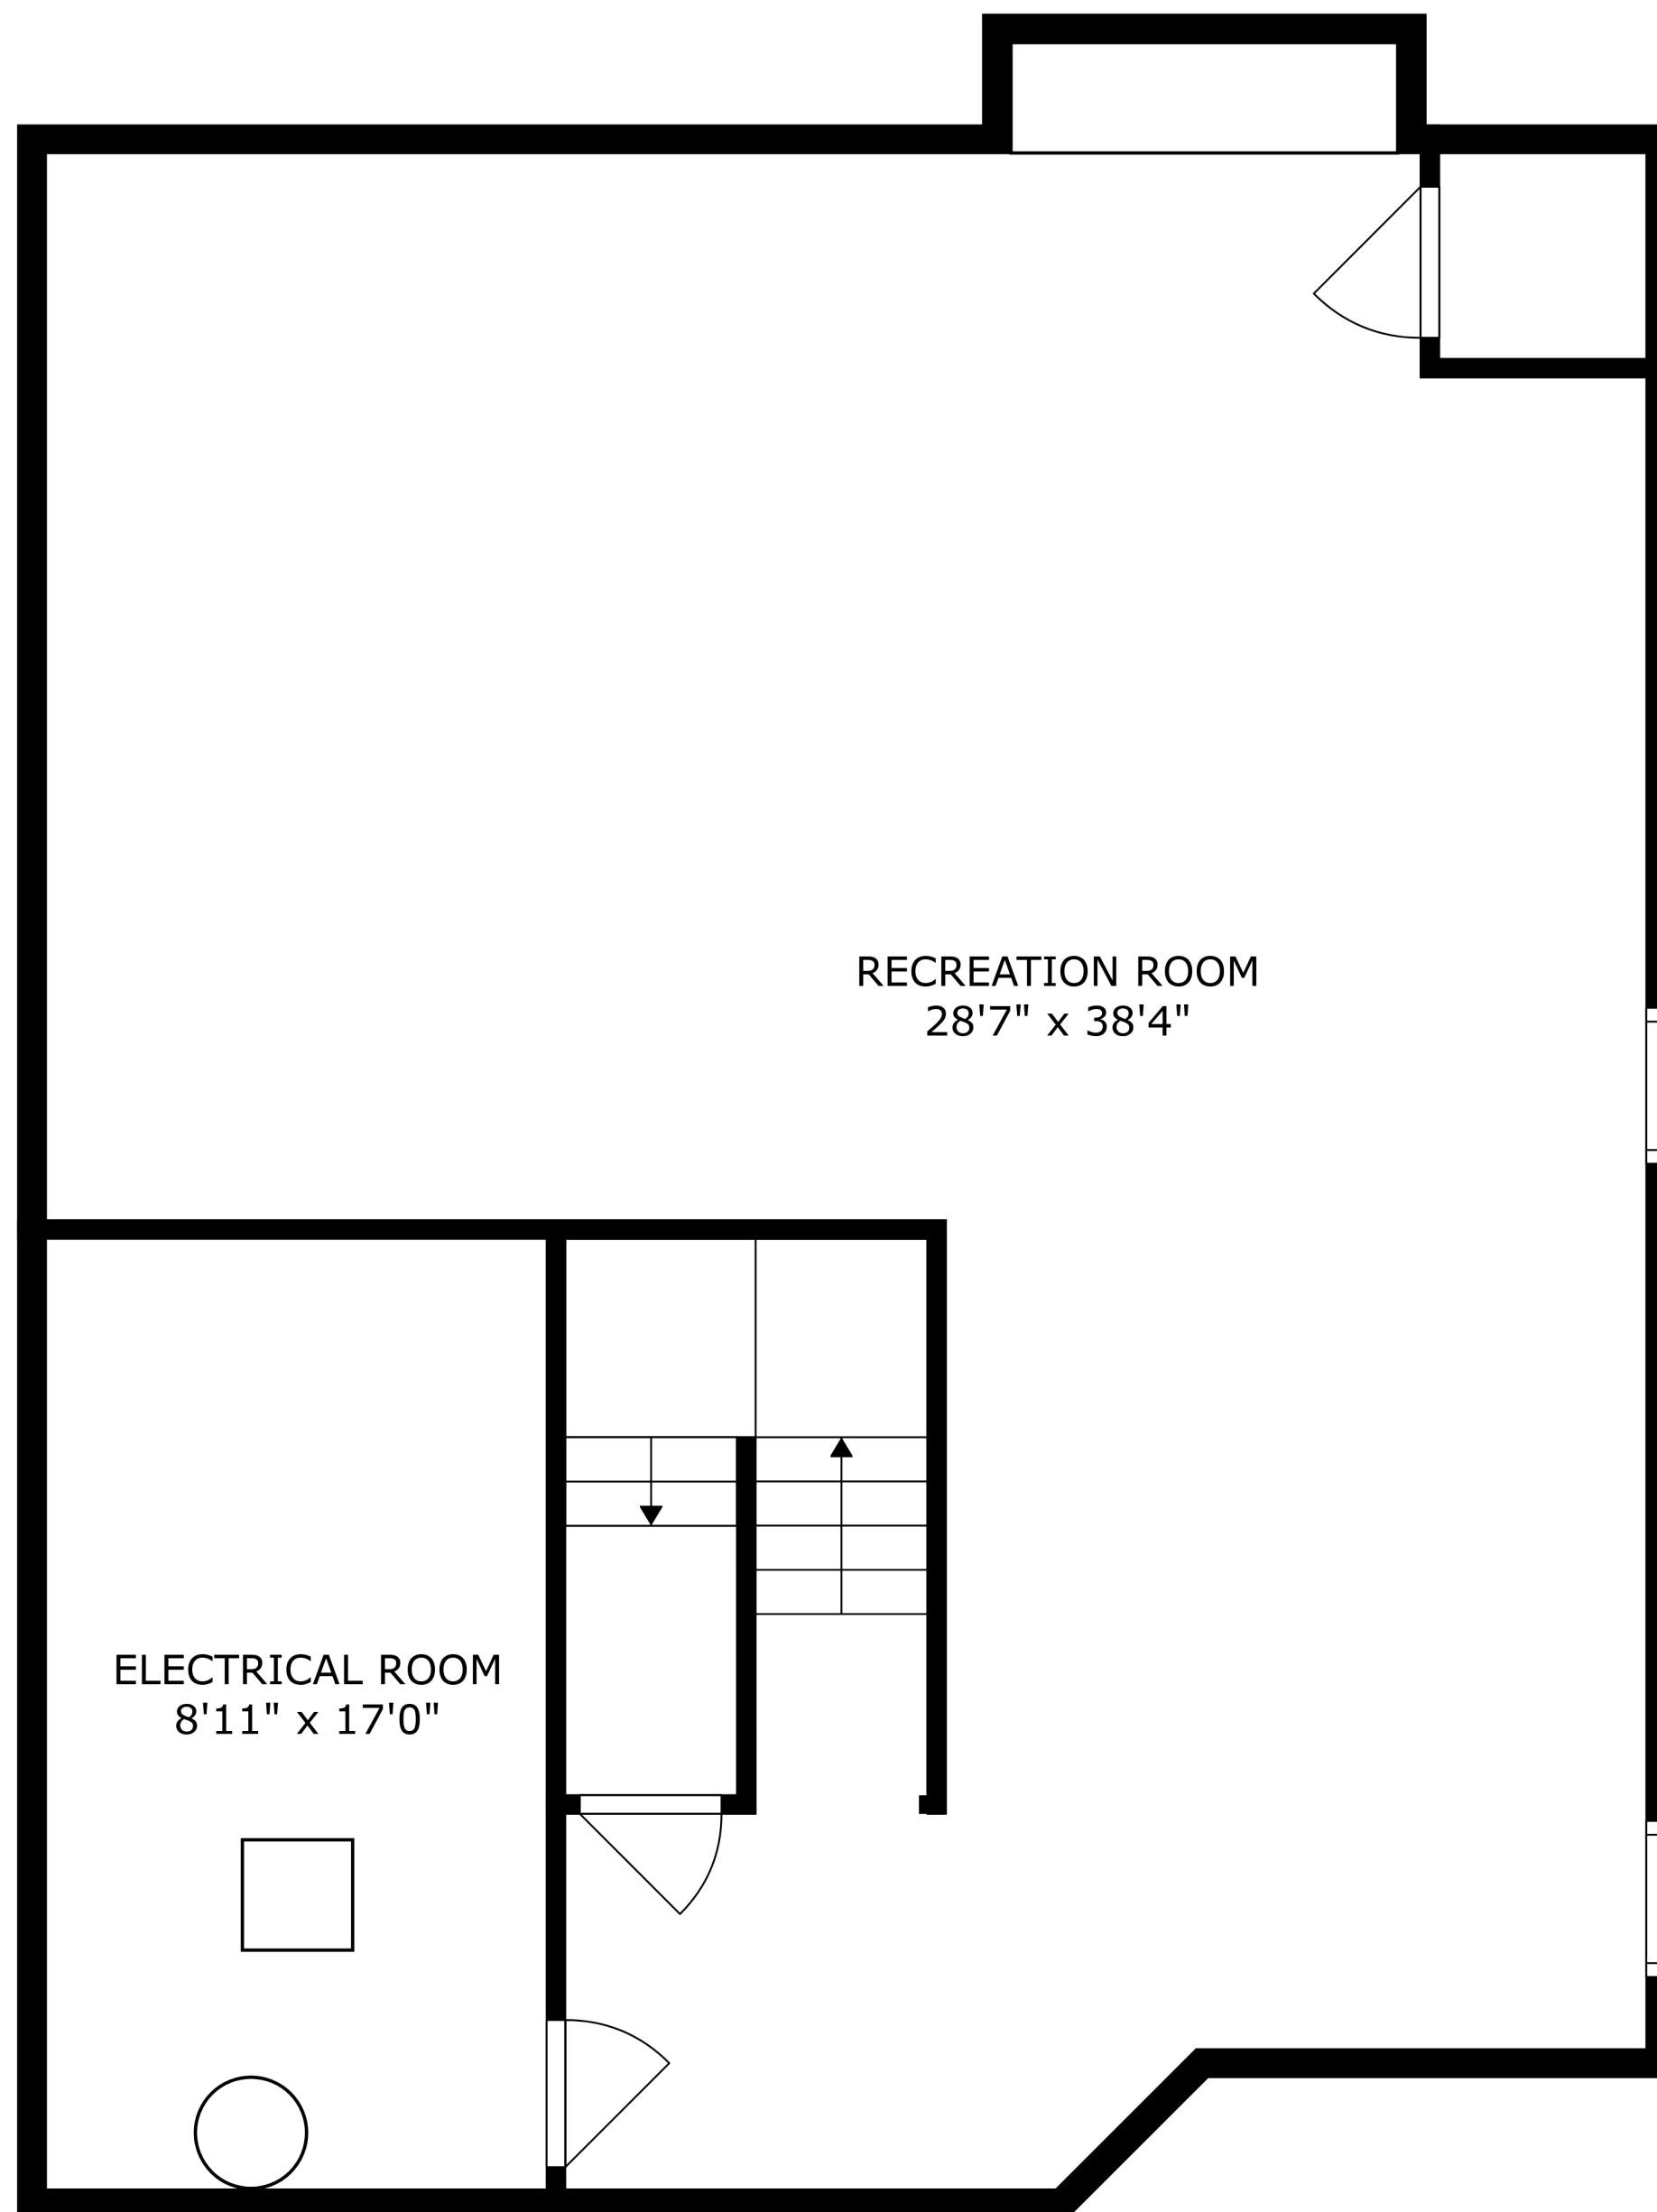 RECREATION ROOM
28'7" x 38'4"
ELECTRICAL ROOM
8'11" x 17'0"